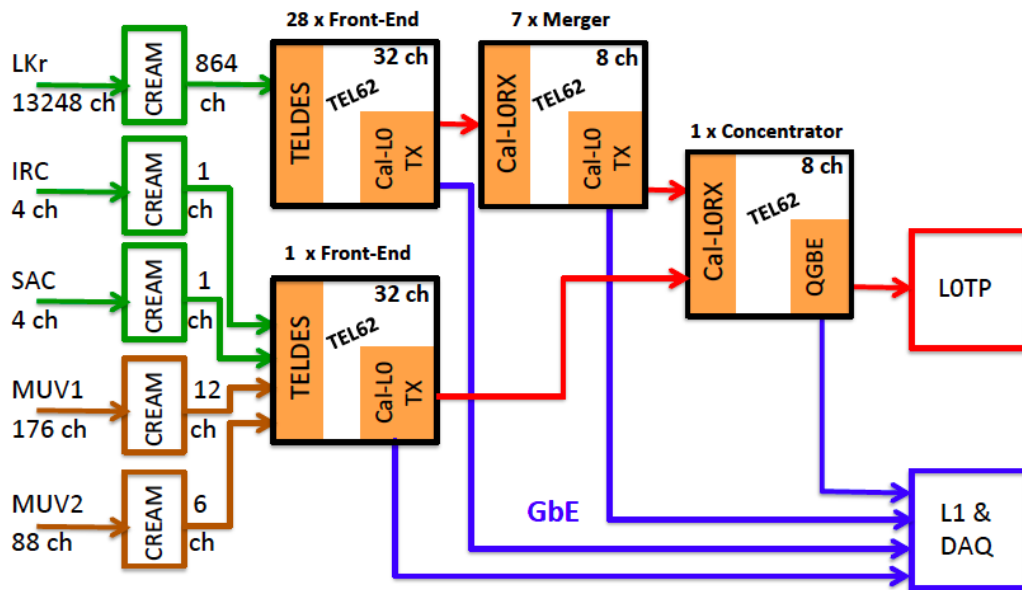 28 x Front-End
7 x Merger
LKr
13248 ch
CREAM
864
ch
TELDES
TEL62
32 ch
Cal-L0
TX
Cal-L0RX
TEL62
8 ch
Cal-L0
TX
1 x Concentrator
IRC
4 ch
CREAM
1
ch
Cal-L0RX
TEL62
8 ch
QGBE
L0TP
SAC
4 ch
CREAM
1
ch
1 x Front-End
TELDES
TEL62
32 ch
Cal-L0
TX
MUV1
176 ch
CREAM
12
ch
MUV2
88 ch
CREAM
6
ch
GbE
L1 &
DAQ